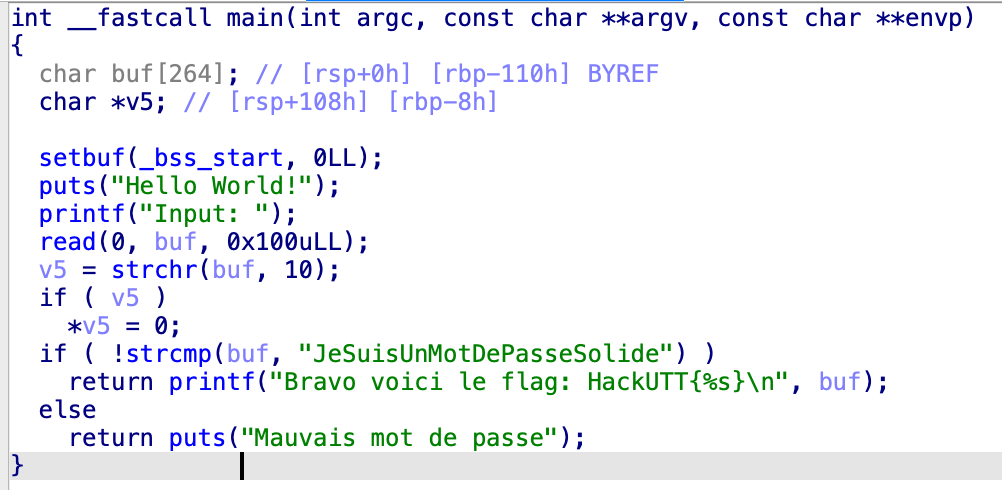 int __fastcall main(int argc, const char **argv, const char **envp)
{
  char buf[264]; // [rsp+0h] [rbp-110h] BYREF
  char *v5; // [rsp+108h] [rbp-8h]

  setbuf(_bss_start, 0LL);
  puts("Hello World!");
  printf("Input: ");
  read(0, buf, 0x100uLL);
  v5 = strchr(buf, 10);
  if ( v5 )
    *v5 = 0;
  if ( !strcmp(buf, "JeSuisUnMotDePasseSolide") )
    return printf("Bravo voici le flag: HackUTT{%s}\n", buf);
  else
    return puts("Mauvais mot de passe");
}